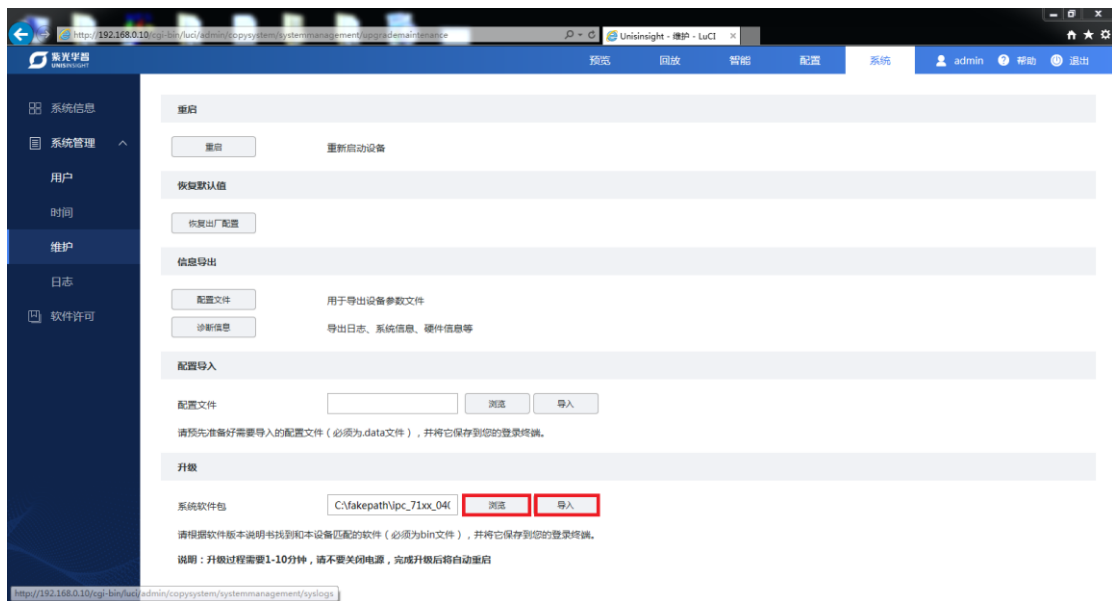 http://192.168.0.10/cgi-bin/luci/admin/copysystem/systemmanagement/upgrademaintenance
Unisinsight - 维护 - LuCI
紫光华智
UNISINSIGHT
预览 回放 智能 配置 系统 admin 帮助 退出
系统信息
系统管理
用户
时间
维护
日志
软件许可
重启
重启 重新启动设备
恢复默认值
恢复出厂配置
信息导出
配置文件 用于导出设备参数文件
诊断信息 导出日志、系统信息、硬件信息等
配置导入
配置文件 浏览 导入
请预先准备好需要导入的配置文件（必须为.data文件），并将它保存到您的登录终端。
升级
系统软件包 C:\fakepath\ipc_71xx_04( 浏览 导入
请根据软件版本说明书找到和本设备匹配的软件（必须为bin文件），并将它保存到您的登录终端。
说明：升级过程需要1-10分钟，请不要关闭电源，完成升级后将自动重启
http://192.168.0.10/cgi-bin/luci/admin/copysystem/systemmanagement/syslogs